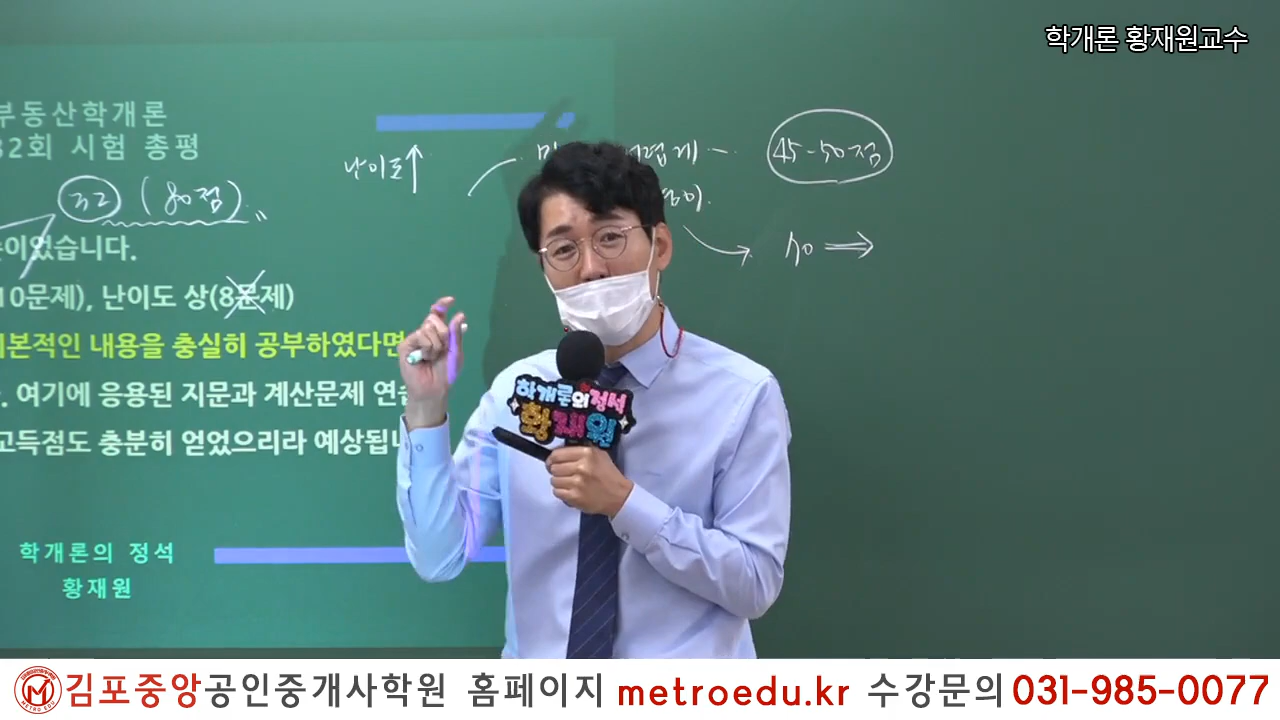 학개론 황재원교수
부동산학개론
32회 시험 총평
난이도↑
어렵게
45-50점
32 (80점)
이었습니다.
10문제), 난이도 상(8문제)
기본적인 내용을 충실히 공부하였다면
. 여기에 응용된 지문과 계산문제 연
고득점도 충분히 얻었으리라 예상됩니
학개론의 정석
황재원
학개론의 정석
황재원
METRO EDU
김포중앙공인중개사학원 홈페이지 metroedu.kr 수강문의 031-985-0077